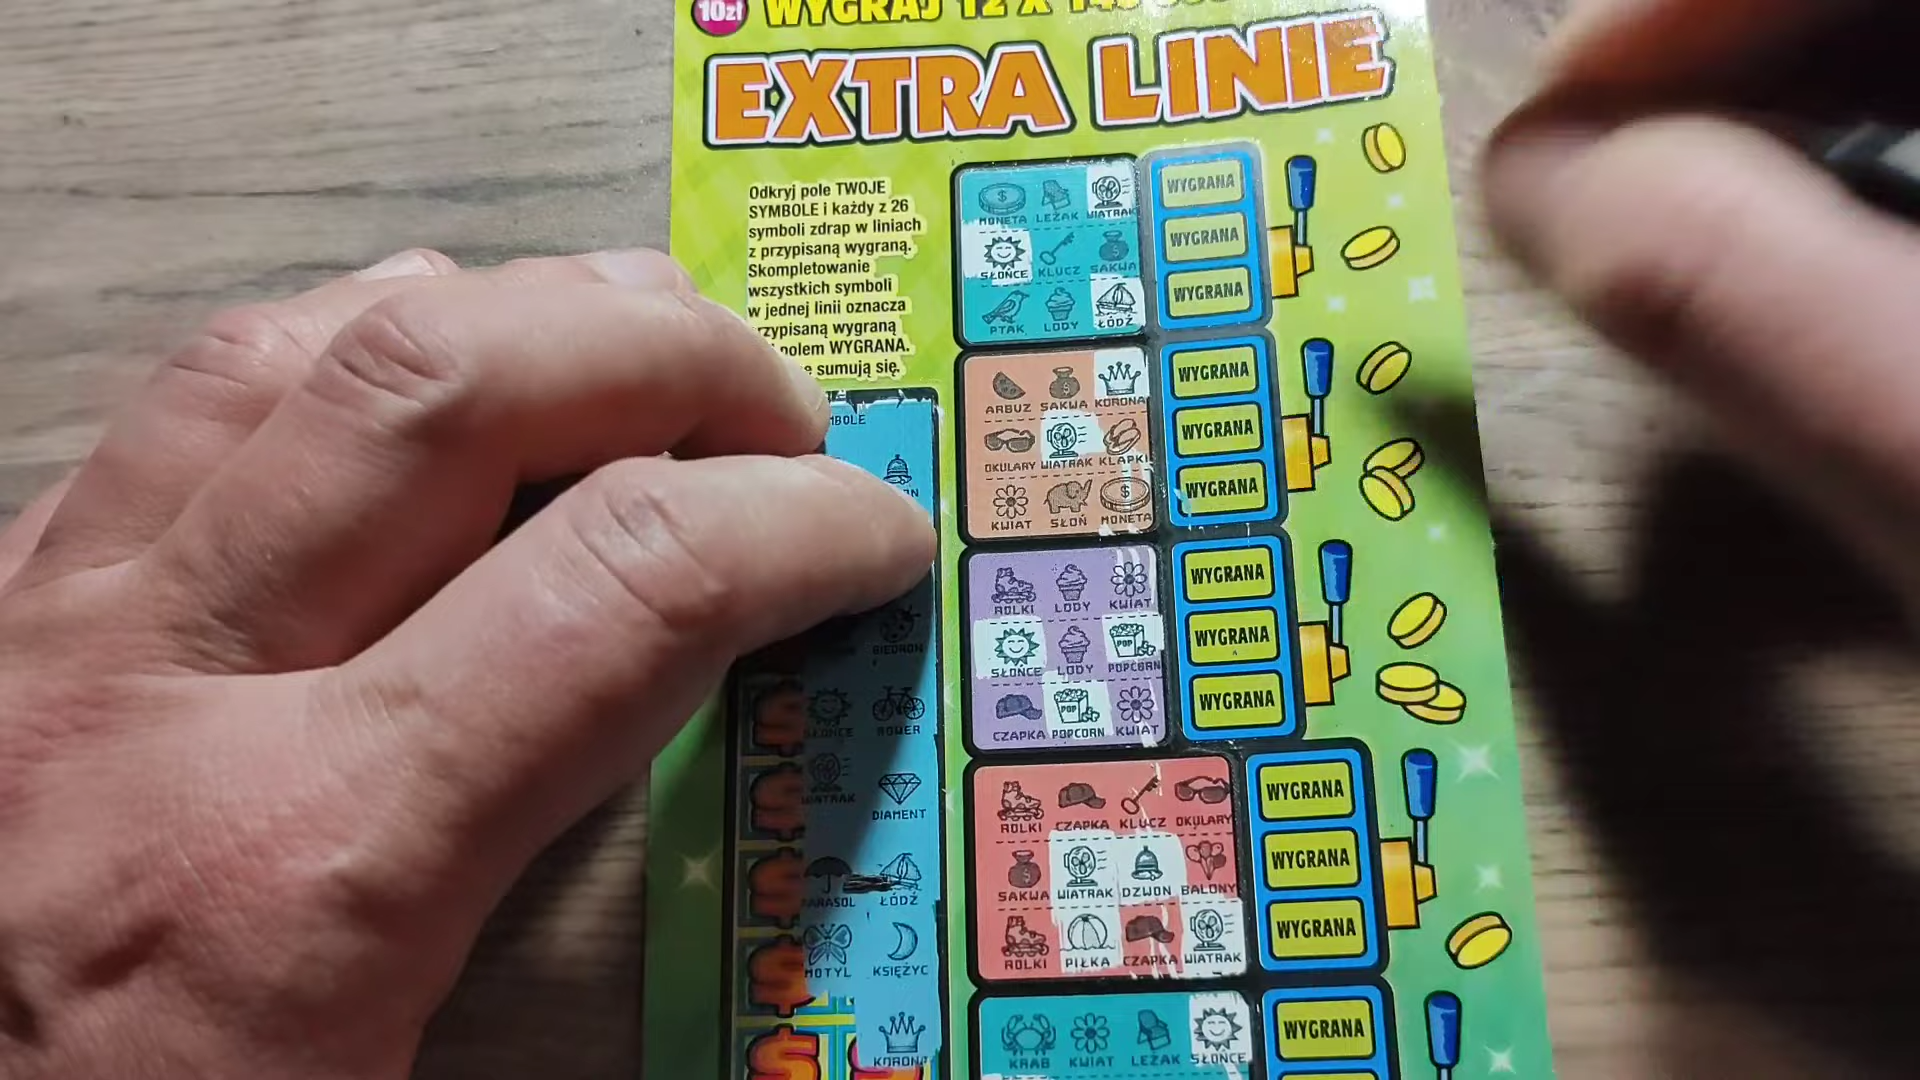 10zł WYGRAJ 12 X
EXTRA LINIE
Odkryj pole TWOJE
SYMBOLE i każdy z 26
symboli zdrap w liniach
z przypisaną wygraną.
Skompletowanie
wszystkich symboli
w jednej linii oznacza
wygraną
polem WYGRANA.
sumują się.
MONETA LEŻAK WIATRAK WYGRANA
SŁOŃCE KLUCZ SAKWA WYGRANA
PTAK LODY ŁÓDŹ WYGRANA
ARBUZ SAKWA KORONA WYGRANA
OKULARY WIATRAK KLAPKI WYGRANA
KWIAT SŁOŃ MONETA WYGRANA
ROLKI LODY KWIAT WYGRANA
SŁOŃCE LODY POP POPCORN WYGRANA
CZAPKA POP POPCORN KWIAT WYGRANA
ROLKI CZAPKA KLUCZ OKULARY WYGRANA
SAKWA WIATRAK DZWON BALONY WYGRANA
ROLKI PIŁKA CZAPKA WIATRAK WYGRANA
KRAB KWIAT LEŻAK SŁOŃCE WYGRANA
SŁOŃCE ROWER
WIATRAK DIAMENT
PARASOL ŁÓDŹ
MOTYL KSIĘŻYC
KORONA